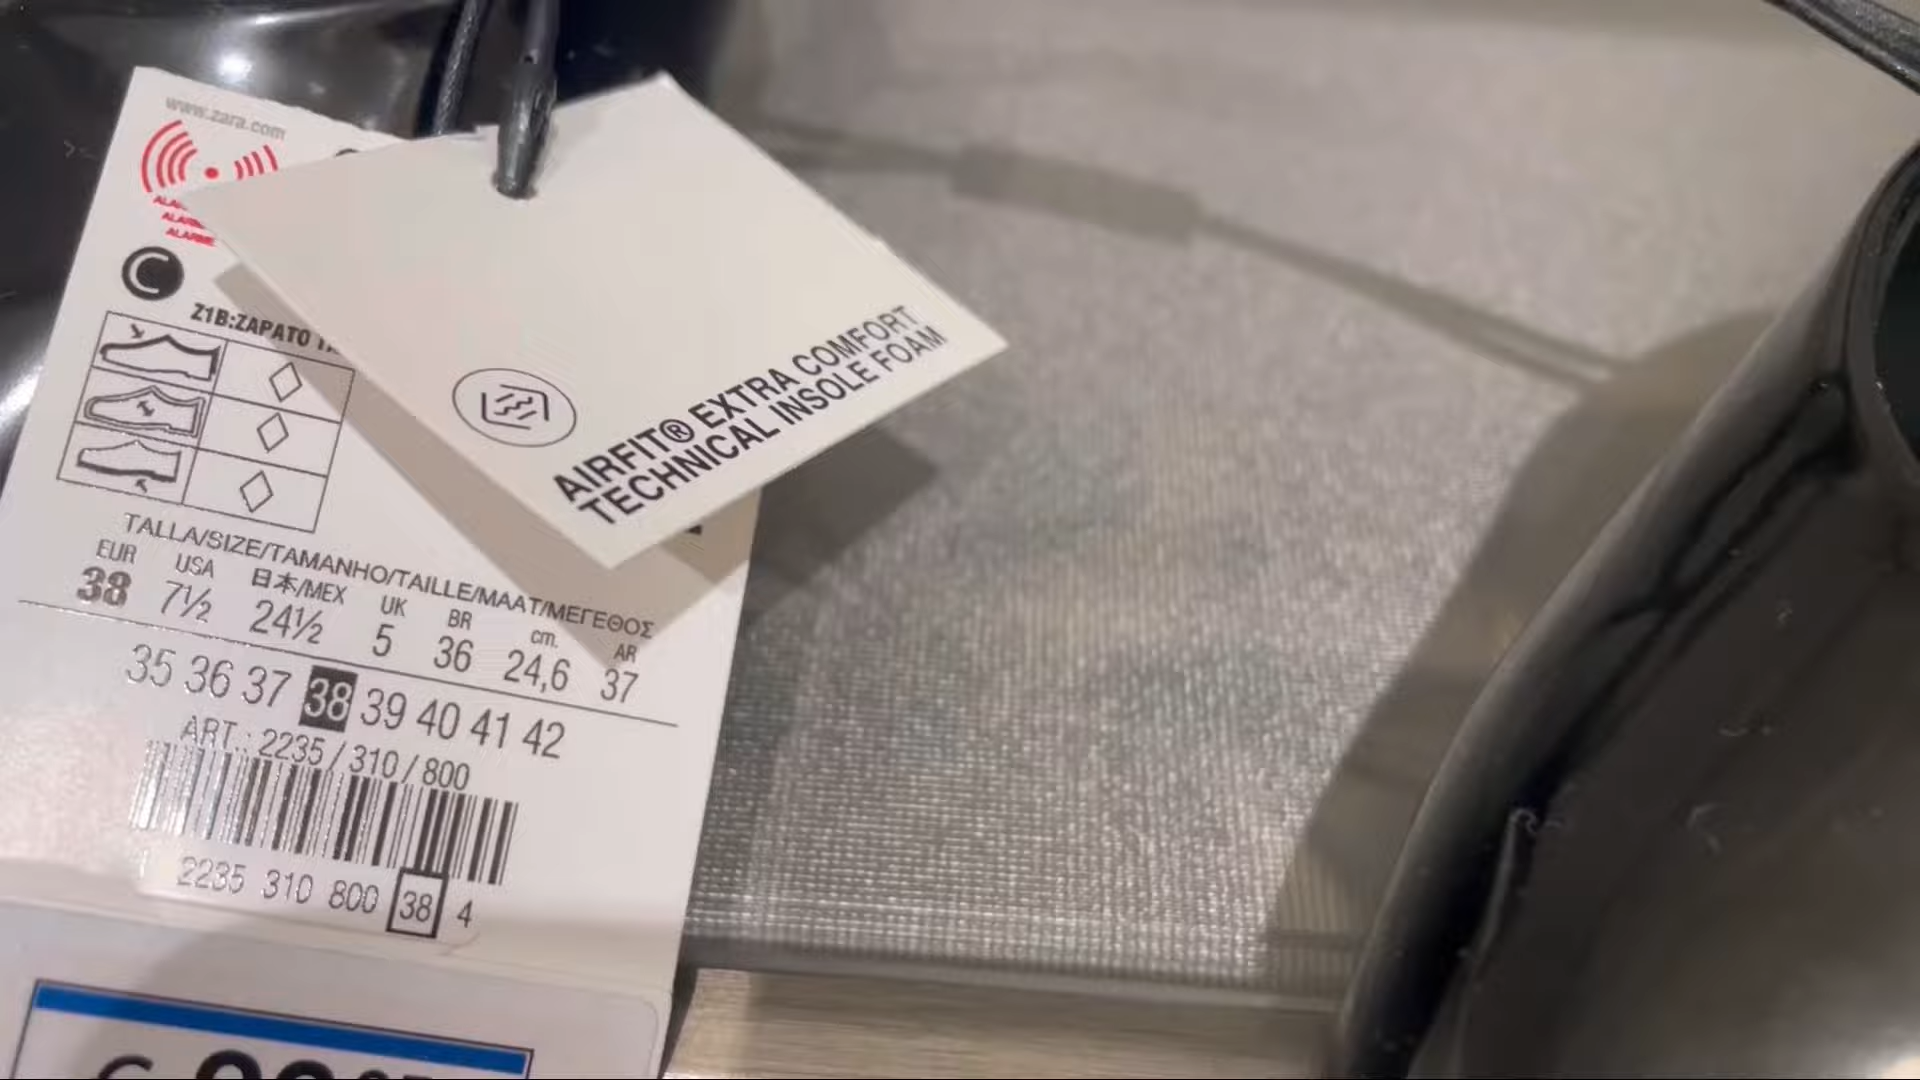 www.zara.com
ALARME
C
Z1B:ZAPATO
AIRFIT® EXTRA COMFORT
TECHNICAL INSOLE FOAM
TALLA/SIZE/TAMANHO/TAILLE/MAAT/ΜΕΓΕΘΟΣ
EUR USA 日本/MEX UK BR cm. AR
38 7½ 24½ 5 36 24,6 37
35 36 37 38 39 40 41 42
ART.: 2235/310/800
2235 310 800 38 4